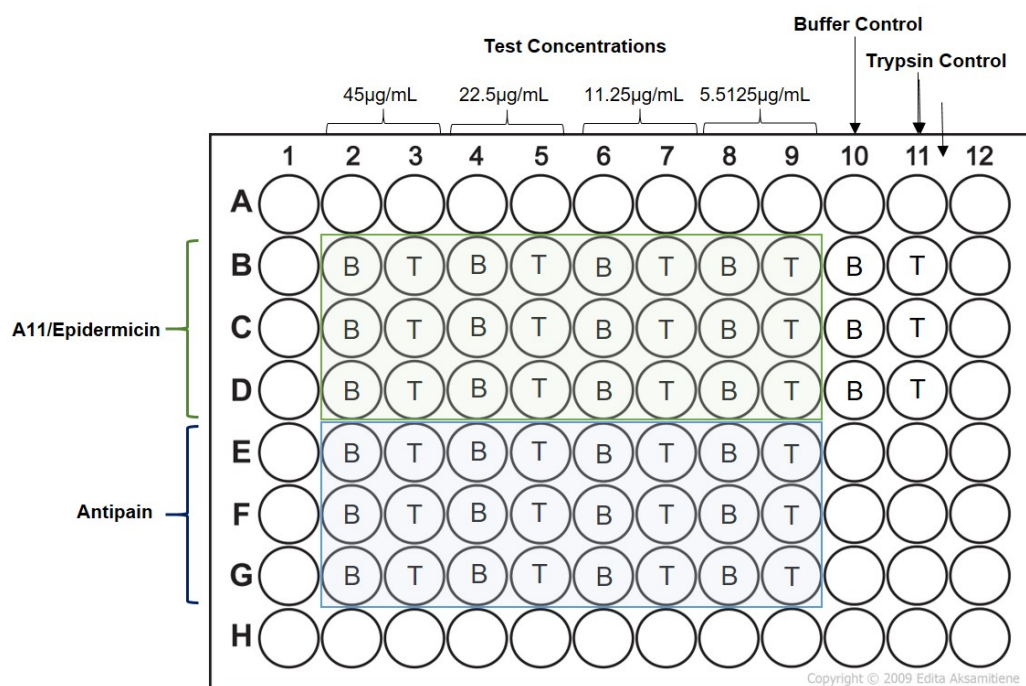 Buffer Control
Test Concentrations
Trypsin Control
45µg/mL 22.5µg/mL 11.25µg/mL 5.5125µg/mL
1 2 3 4 5 6 7 8 9 10 11 12
A
B B T B T B T B T B T
A11/Epidermicin
C B T B T B T B T B T
D B T B T B T B T B T
E B T B T B T B T
Antipain
F B T B T B T B T
G B T B T B T B T
H
Copyright © 2009 Edita Aksamitiene